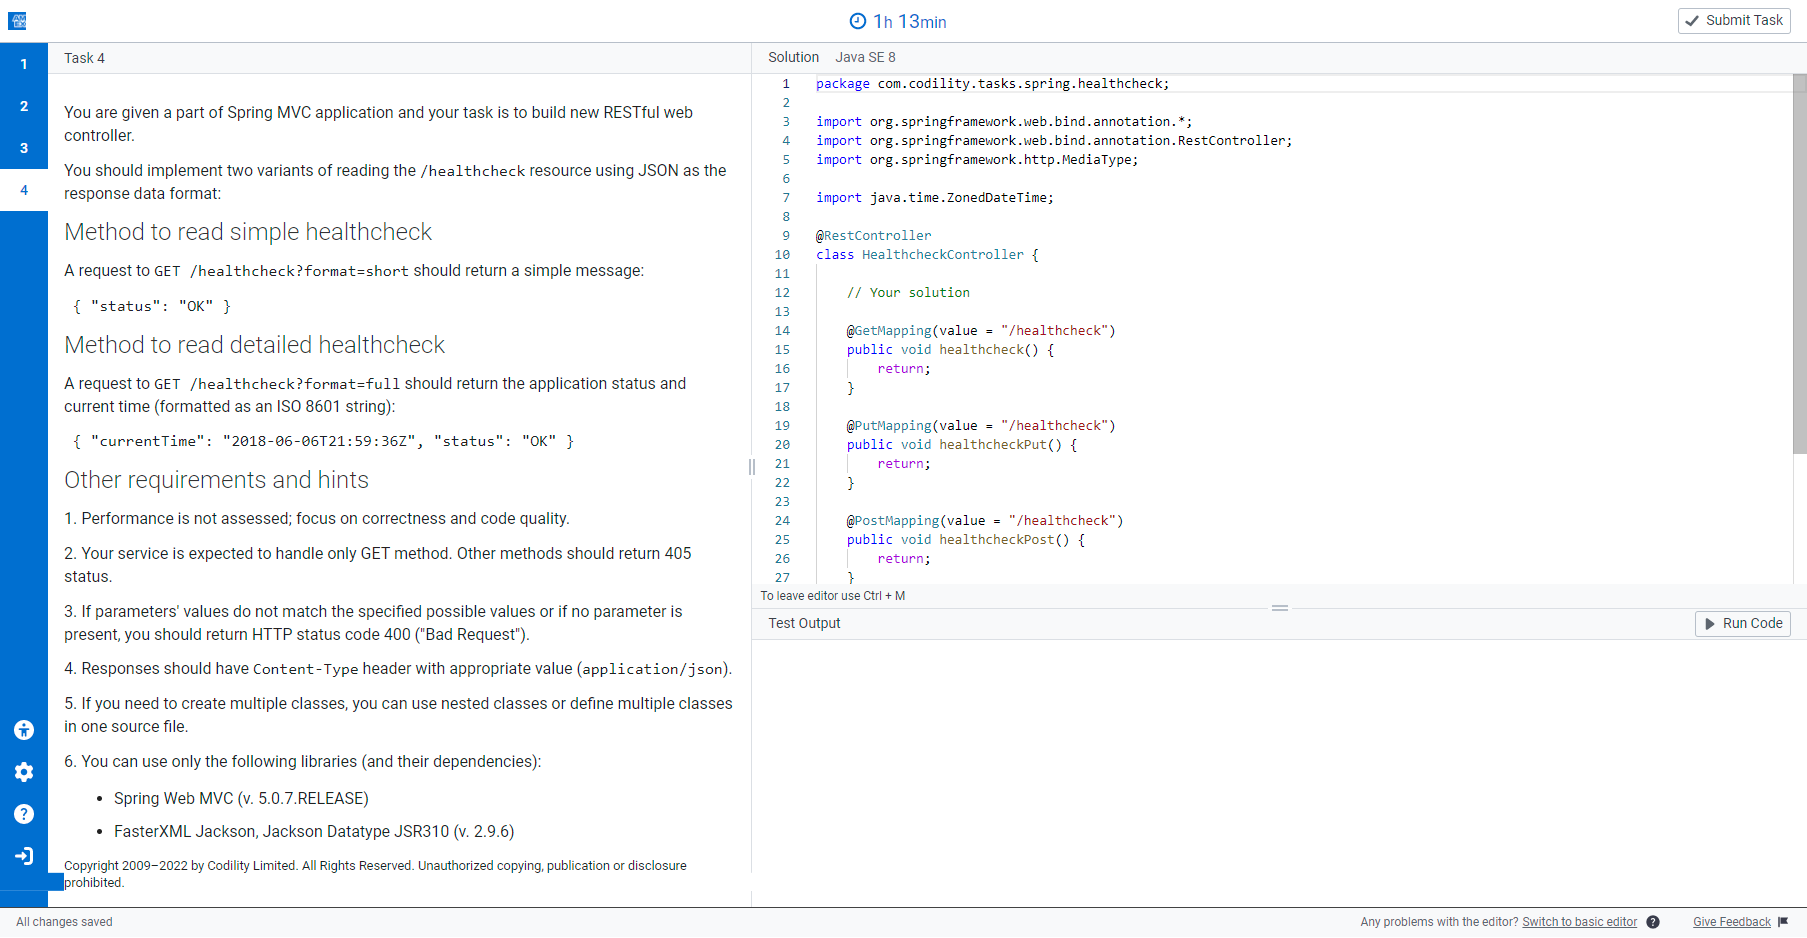 1h 13min
Submit Task
1
2
3
4
Task 4
You are given a part of Spring MVC application and your task is to build new RESTful web
controller.
You should implement two variants of reading the /healthcheck resource using JSON as the
response data format:
Method to read simple healthcheck
A request to GET /healthcheck?format=short should return a simple message:
{ "status": "OK" }
Method to read detailed healthcheck
A request to GET /healthcheck?format=full should return the application status and
current time (formatted as an ISO 8601 string):
{ "currentTime": "2018-06-06T21:59:36Z", "status": "OK" }
Other requirements and hints
1. Performance is not assessed; focus on correctness and code quality.
2. Your service is expected to handle only GET method. Other methods should return 405
status.
3. If parameters' values do not match the specified possible values or if no parameter is
present, you should return HTTP status code 400 ("Bad Request").
4. Responses should have Content-Type header with appropriate value (application/json).
5. If you need to create multiple classes, you can use nested classes or define multiple classes
in one source file.
6. You can use only the following libraries (and their dependencies):
• Spring Web MVC (v. 5.0.7.RELEASE)
• FasterXML Jackson, Jackson Datatype JSR310 (v. 2.9.6)
Copyright 2009–2022 by Codility Limited. All Rights Reserved. Unauthorized copying, publication or disclosure
prohibited.
Solution Java SE 8
1 package com.codility.tasks.spring.healthcheck;
2
3 import org.springframework.web.bind.annotation.*;
4 import org.springframework.web.bind.annotation.RestController;
5 import org.springframework.http.MediaType;
6
7 import java.time.ZonedDateTime;
8
9 @RestController
10 class HealthcheckController {
11
12 // Your solution
13
14 @GetMapping(value = "/healthcheck")
15 public void healthcheck() {
16 return;
17 }
18
19 @PutMapping(value = "/healthcheck")
20 public void healthcheckPut() {
21 return;
22 }
23
24 @PostMapping(value = "/healthcheck")
25 public void healthcheckPost() {
26 return;
27 }
To leave editor use Ctrl + M
Test Output
Run Code
All changes saved
Any problems with the editor? Switch to basic editor ?
Give Feedback